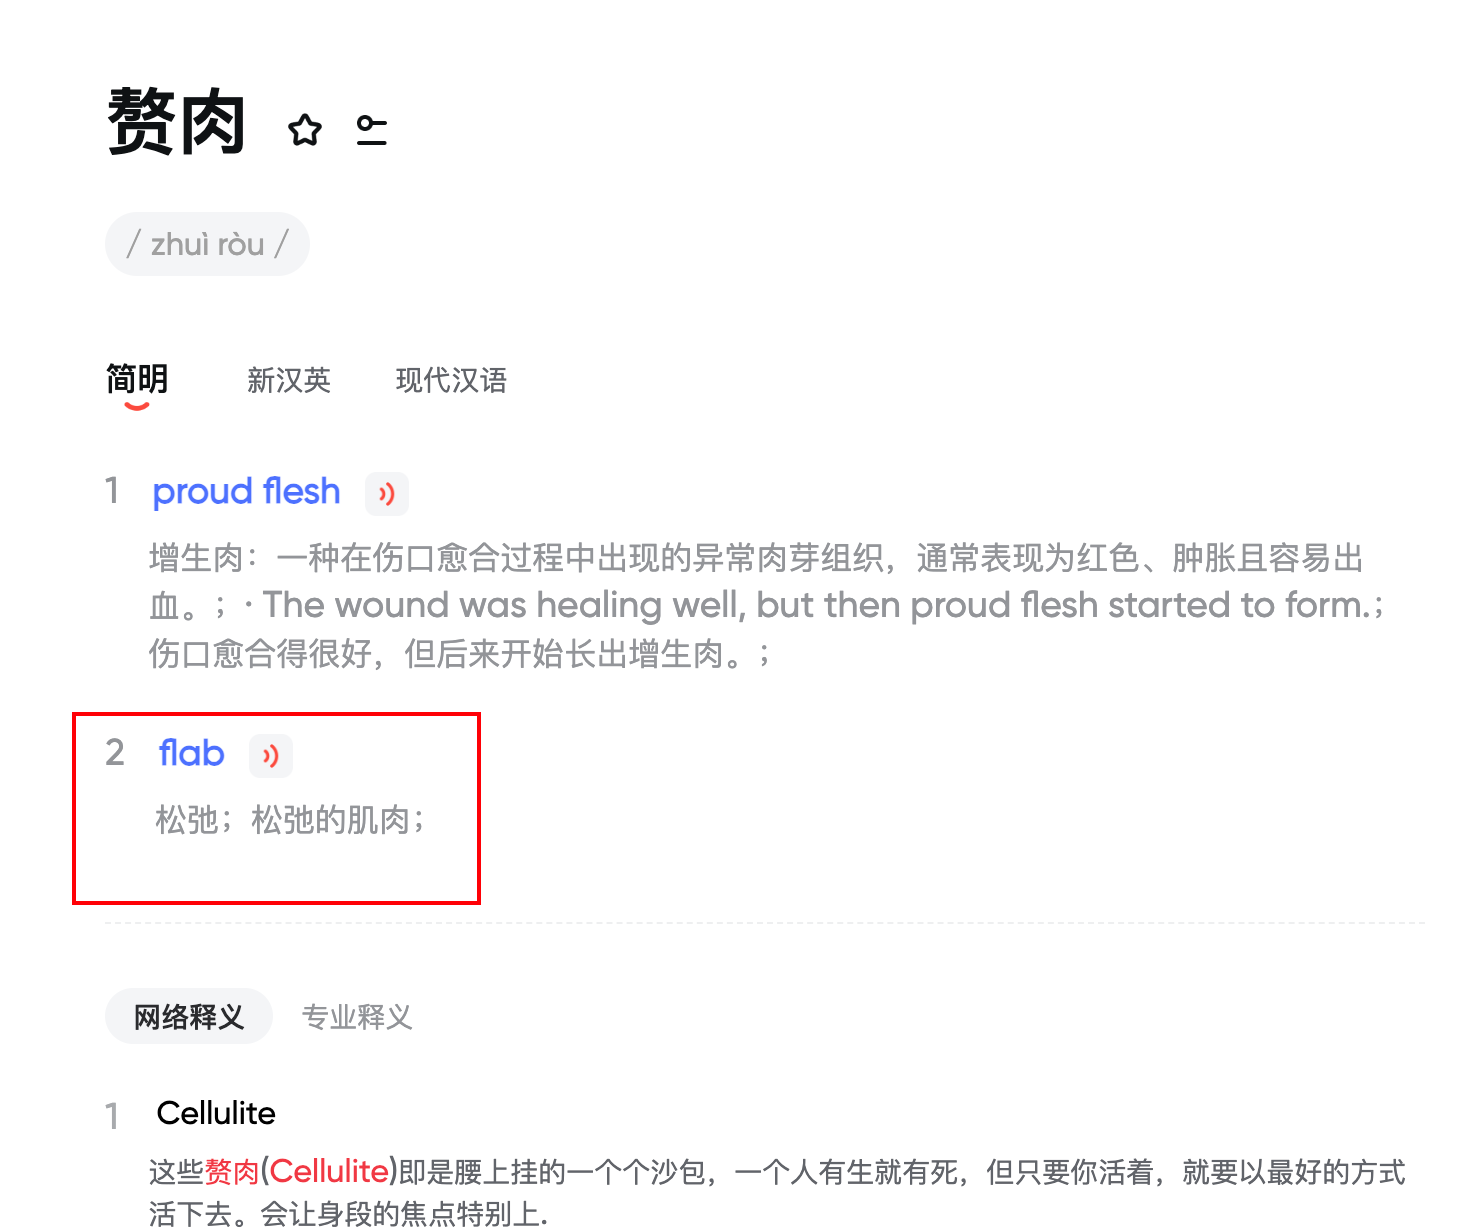 赘肉
/ zhuì ròu /
简明 新汉英 现代汉语
1 proud flesh
增生肉：一种在伤口愈合过程中出现的异常肉芽组织，通常表现为红色、肿胀且容易出
血。；· The wound was healing well, but then proud flesh started to form.；
伤口愈合得很好，但后来开始长出增生肉。；
2 flab
松弛；松弛的肌肉；
网络释义 专业释义
1 Cellulite
这些赘肉(Cellulite)即是腰上挂的一个个沙包，一个人有生就有死，但只要你活着，就要以最好的方式
活下去。会让身段的焦点特别上.